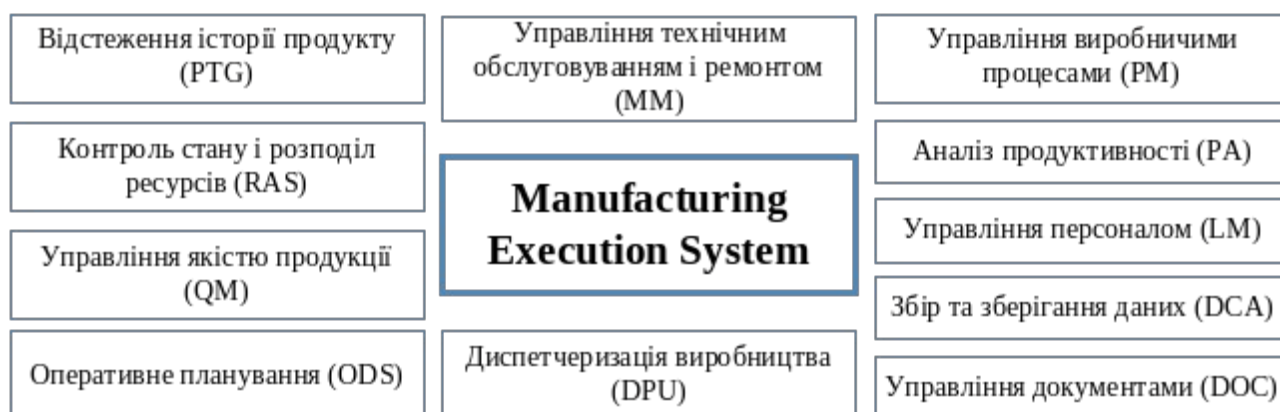 Відстеження історії продукту
(PTG)
Контроль стану і розподіл
ресурсів (RAS)
Управління якістю продукції
(QM)
Оперативне планування (ODS)
Управління технічним
обслуговуванням і ремонтом
(MM)
Manufacturing
Execution System
Диспетчеризація виробництва
(DPU)
Управління виробничими
процесами (PM)
Аналіз продуктивності (PA)
Управління персоналом (LM)
Збір та зберігання даних (DCA)
Управління документами (DOC)